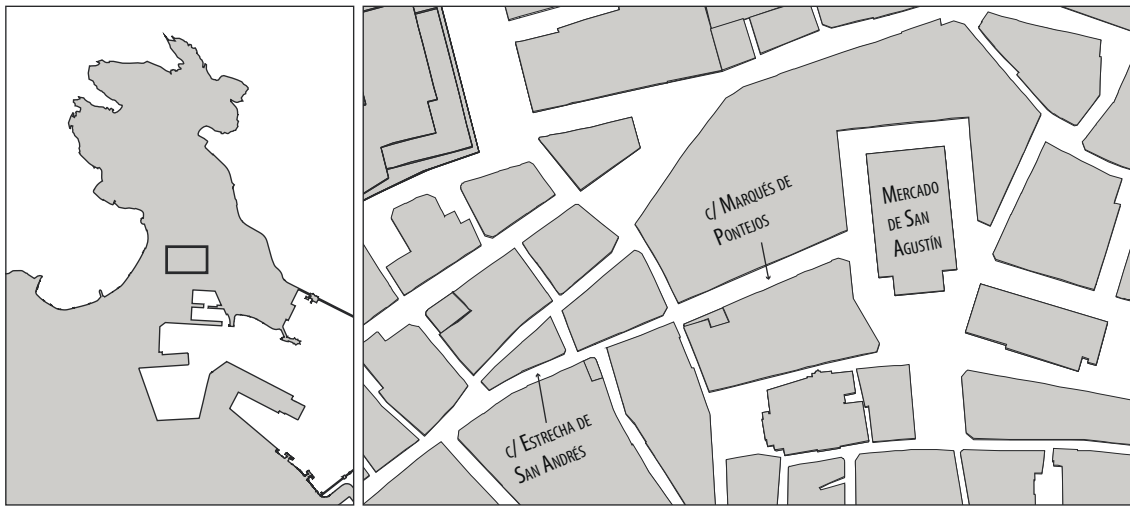 c/ Marqués de
Pontejos
Mercado
de San
Agustín
c/ Estrecha de
San Andrés